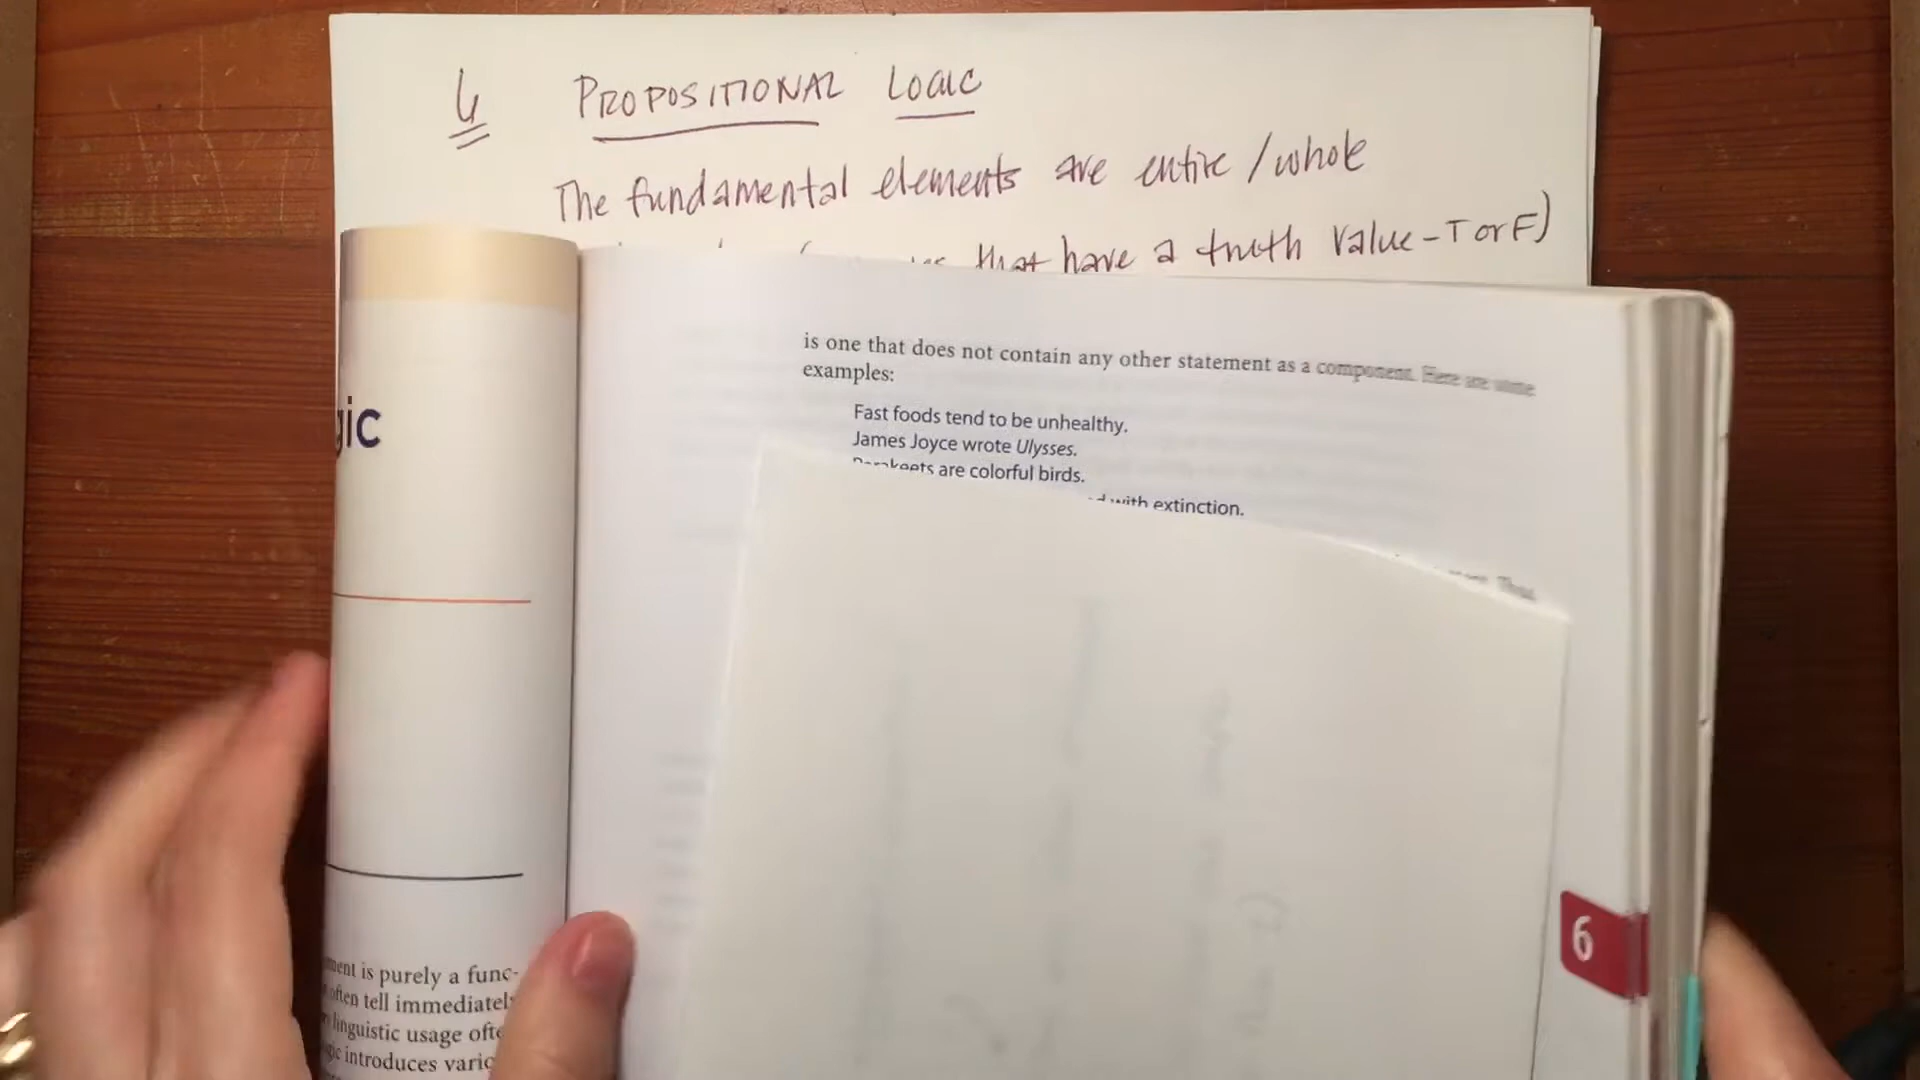 6 PROPOSITIONAL LOGIC
The fundamental elements are entire/whole
that have a truth value-T or F)
gic
is one that does not contain any other statement as a component. Here are some
examples:
Fast foods tend to be unhealthy.
James Joyce wrote Ulysses.
Parakeets are colorful birds.
with extinction.
6
is purely a func-
often tell immediately
linguistic usage ofte
introduces vario